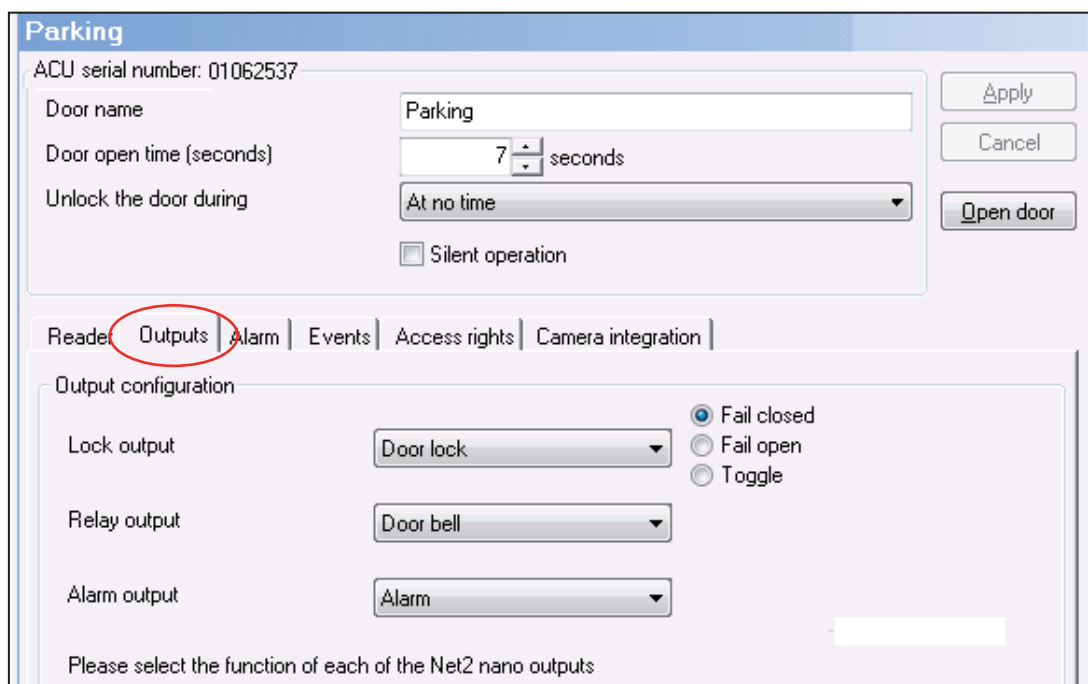 Parking
ACU serial number: 01062537
Apply
Door name
Parking
Cancel
Door open time (seconds)
7
seconds
Unlock the door during
At no time
Open door
Silent operation
Reader
Outputs
Alarm
Events
Access rights
Camera integration
Output configuration
Fail closed
Lock output
Door lock
Fail open
Toggle
Relay output
Door bell
Alarm output
Alarm
Please select the function of each of the Net2 nano outputs